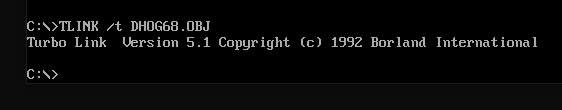 C:\>TLINK /t DHOG68.OBJ
Turbo Link  Version 5.1 Copyright (c) 1992 Borland International
C:\>